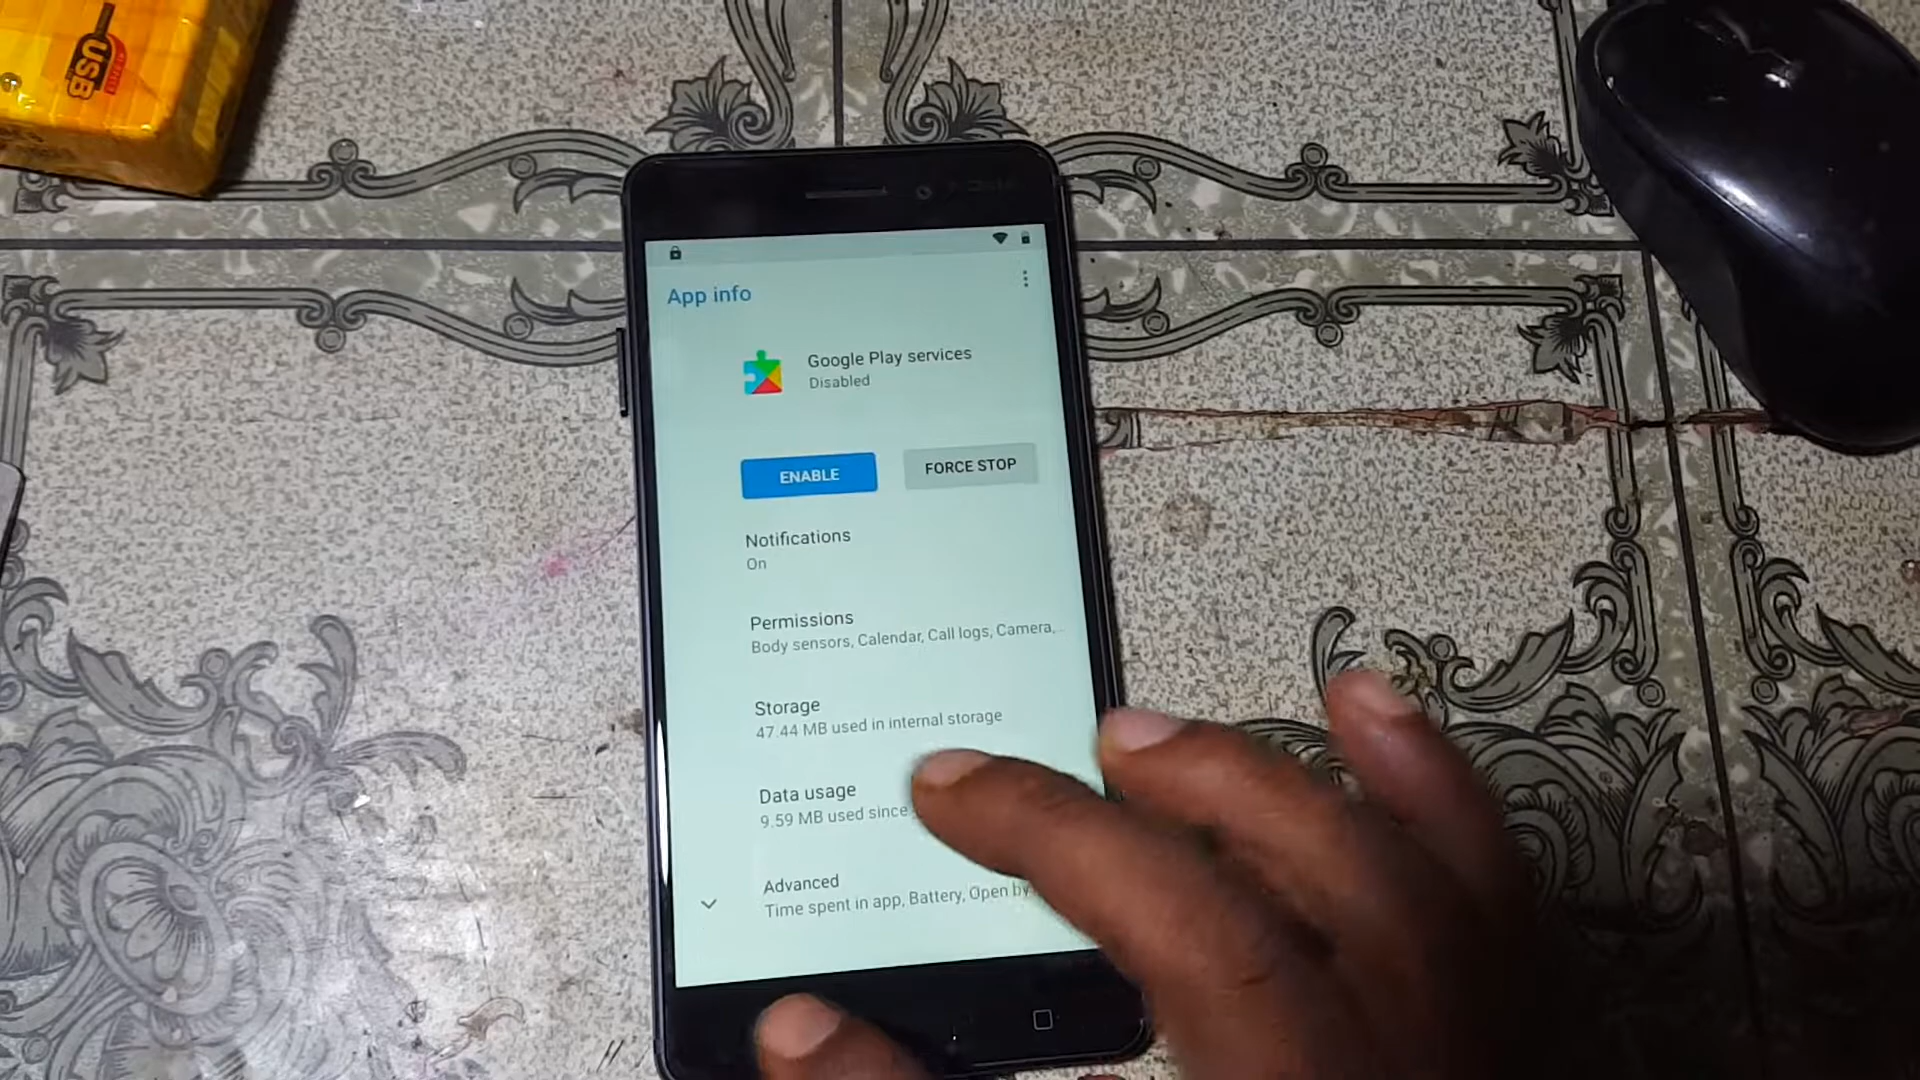 USB
App info
Google Play services
Disabled
ENABLE
FORCE STOP
Notifications
On
Permissions
Body sensors, Calendar, Call logs, Camera,
Storage
47.44 MB used in internal storage
Data usage
9.59 MB used since
Advanced
Time spent in app, Battery, Open by